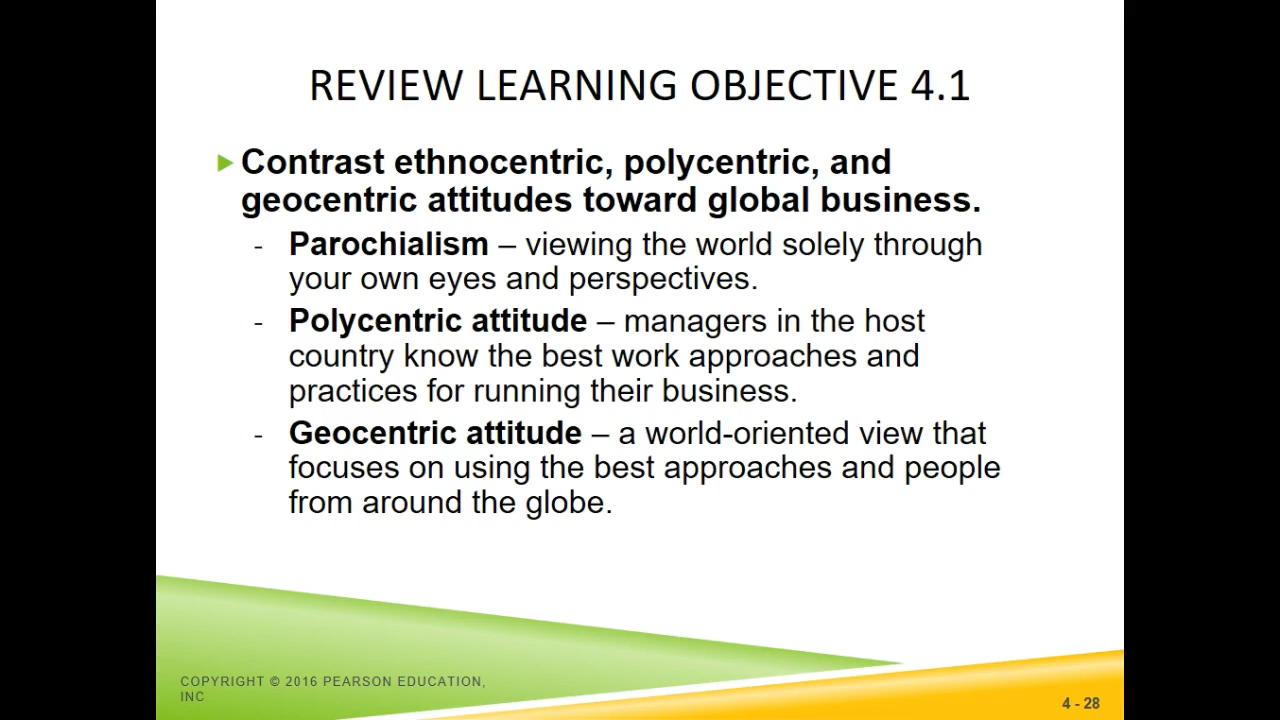 REVIEW LEARNING OBJECTIVE 4.1
Contrast ethnocentric, polycentric, and
geocentric attitudes toward global business.
- Parochialism – viewing the world solely through
your own eyes and perspectives.
- Polycentric attitude – managers in the host
country know the best work approaches and
practices for running their business.
- Geocentric attitude – a world-oriented view that
focuses on using the best approaches and people
from around the globe.
COPYRIGHT © 2016 PEARSON EDUCATION,
INC
4 - 28